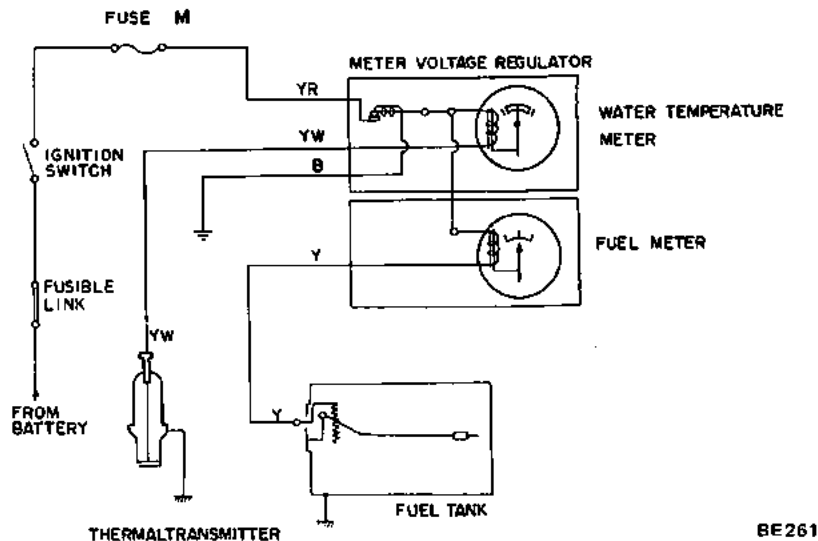 FUSE M
METER VOLTAGE REGULATOR
YR
WATER TEMPERATURE
METER
YW
IGNITION
SWITCH
B
FUEL METER
Y
FUSIBLE
LINK
YW
FROM
BATTERY
Y
FUEL TANK
THERMALTRANSMITTER
BE261